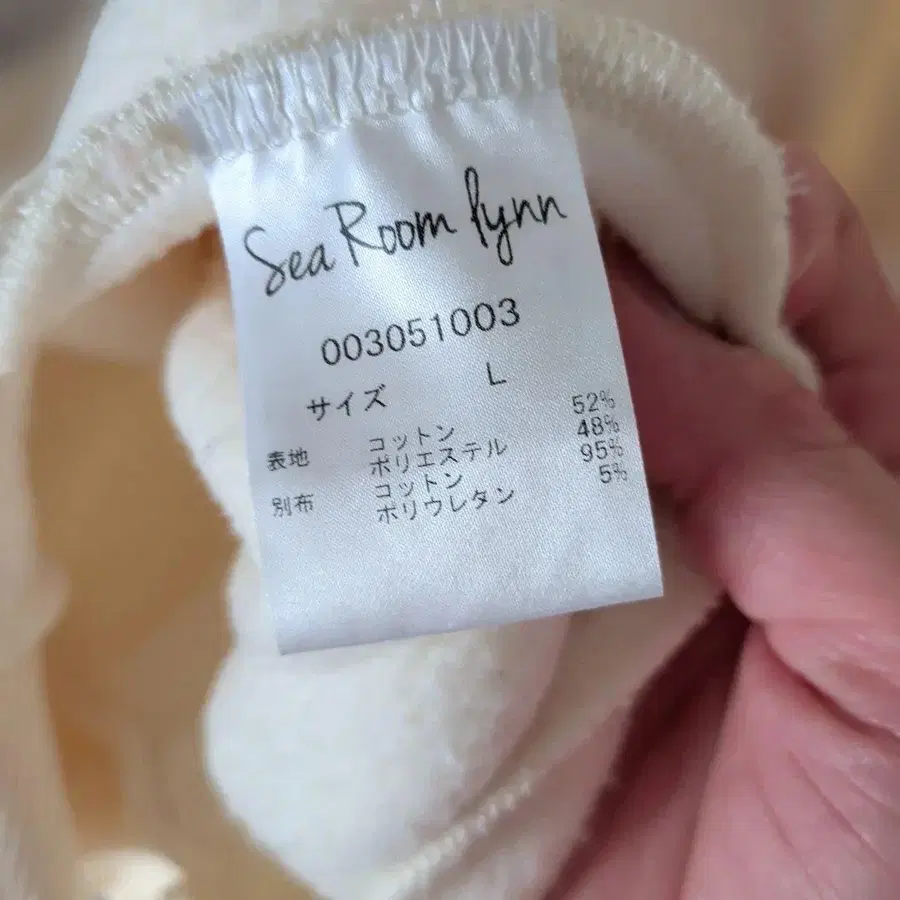 Sea Room lynn
003051003
サイズ L
表地 コットン 52%
ポリエステル 48%
別布 コットン 95%
ポリウレタン 5%